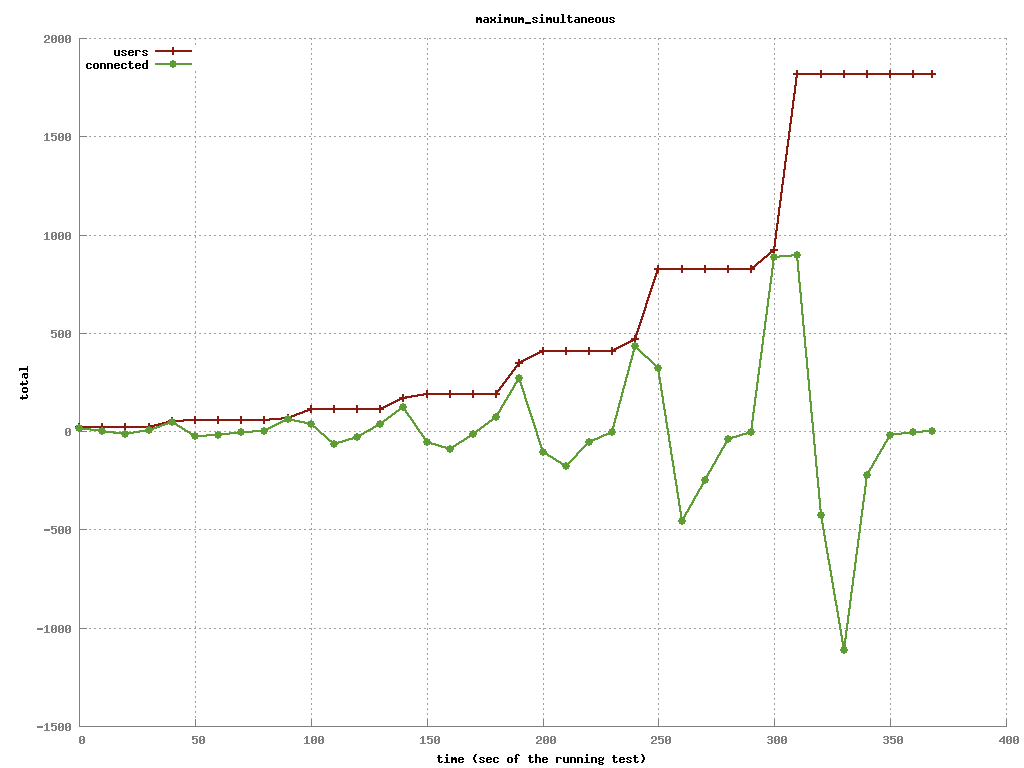 maximum_simultaneous
users
connected
2000
1500
1000
500
0
-500
-1000
-1500
total
0 50 100 150 200 250 300 350 400
time (sec of the running test)